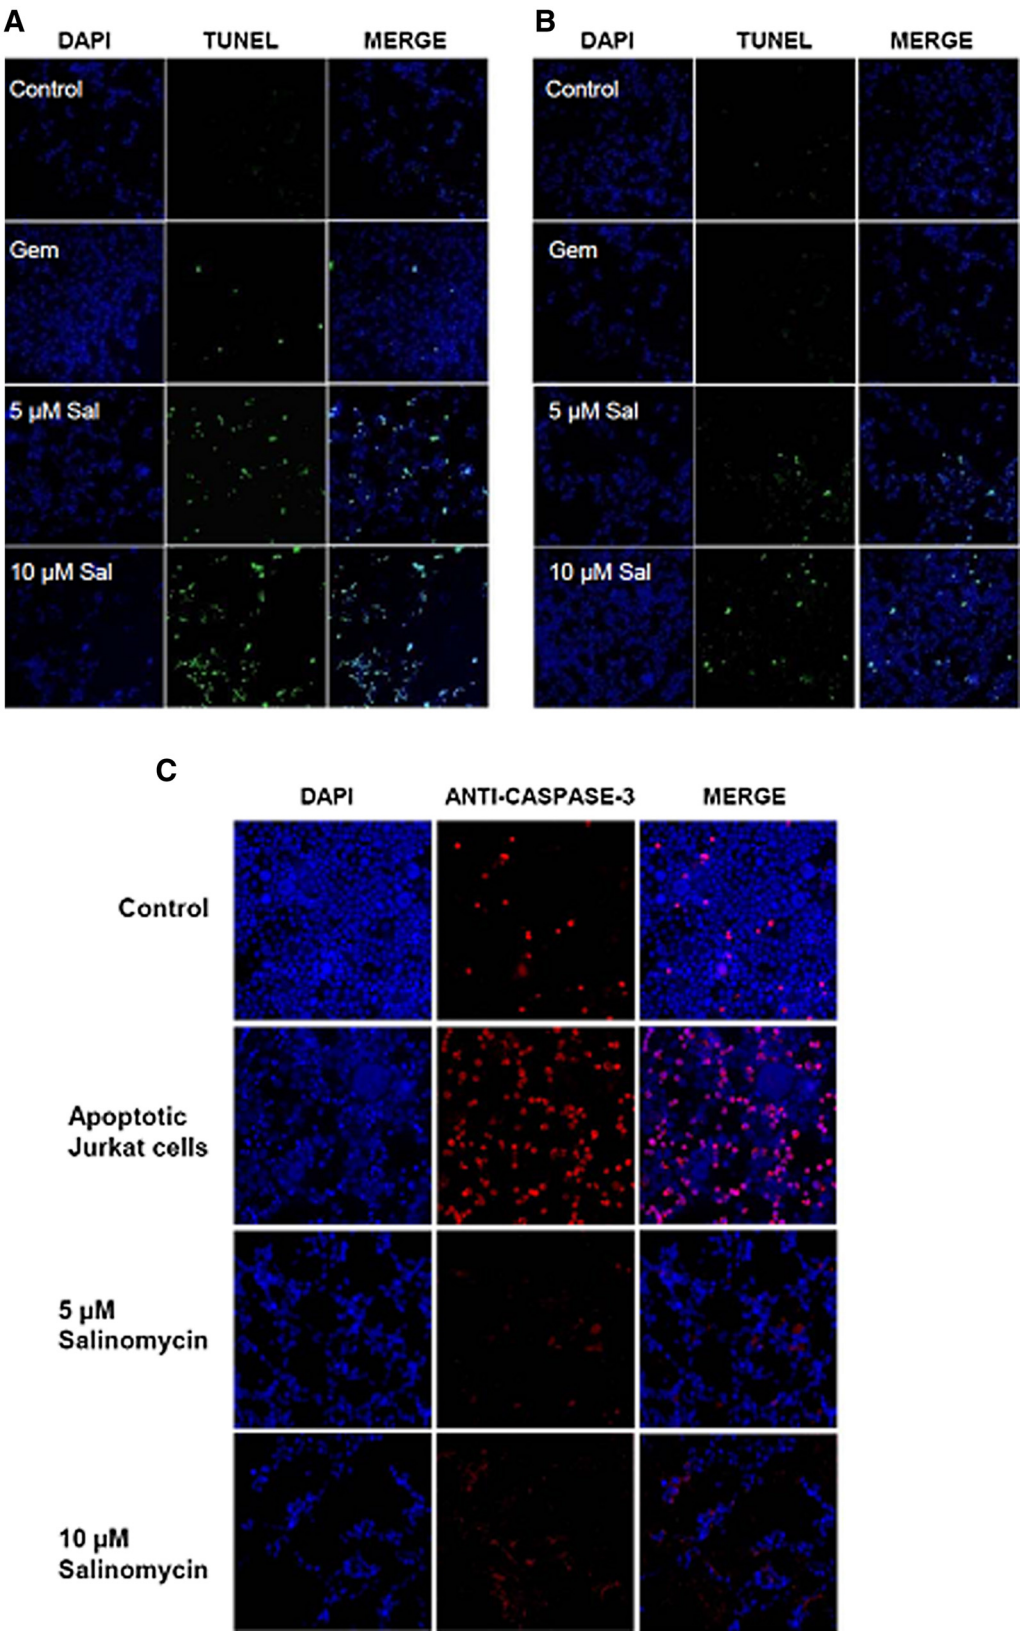 A
DAPI TUNEL MERGE
Control
Gem
5 µM Sal
10 µM Sal
B
DAPI TUNEL MERGE
Control
Gem
5 µM Sal
10 µM Sal
C
DAPI ANTI-CASPASE-3 MERGE
Control
Apoptotic
Jurkat cells
5 µM
Salinomycin
10 µM
Salinomycin